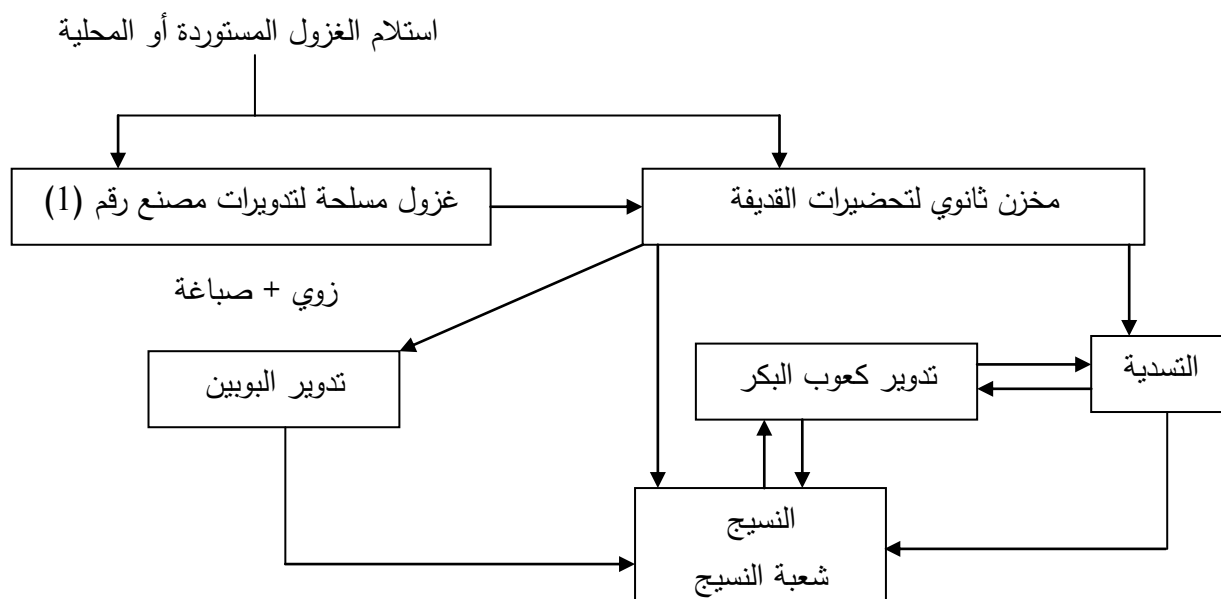 استلام الغزول المستوردة أو المحلية
غزول مسلحة لتدويرات مصنع رقم (1)
مخزن ثانوي لتحضيرات القديفة
زوي + صباغة
تدوير البوبين
تدوير كعوب البكر
التسدية
النسيج
شعبة النسيج